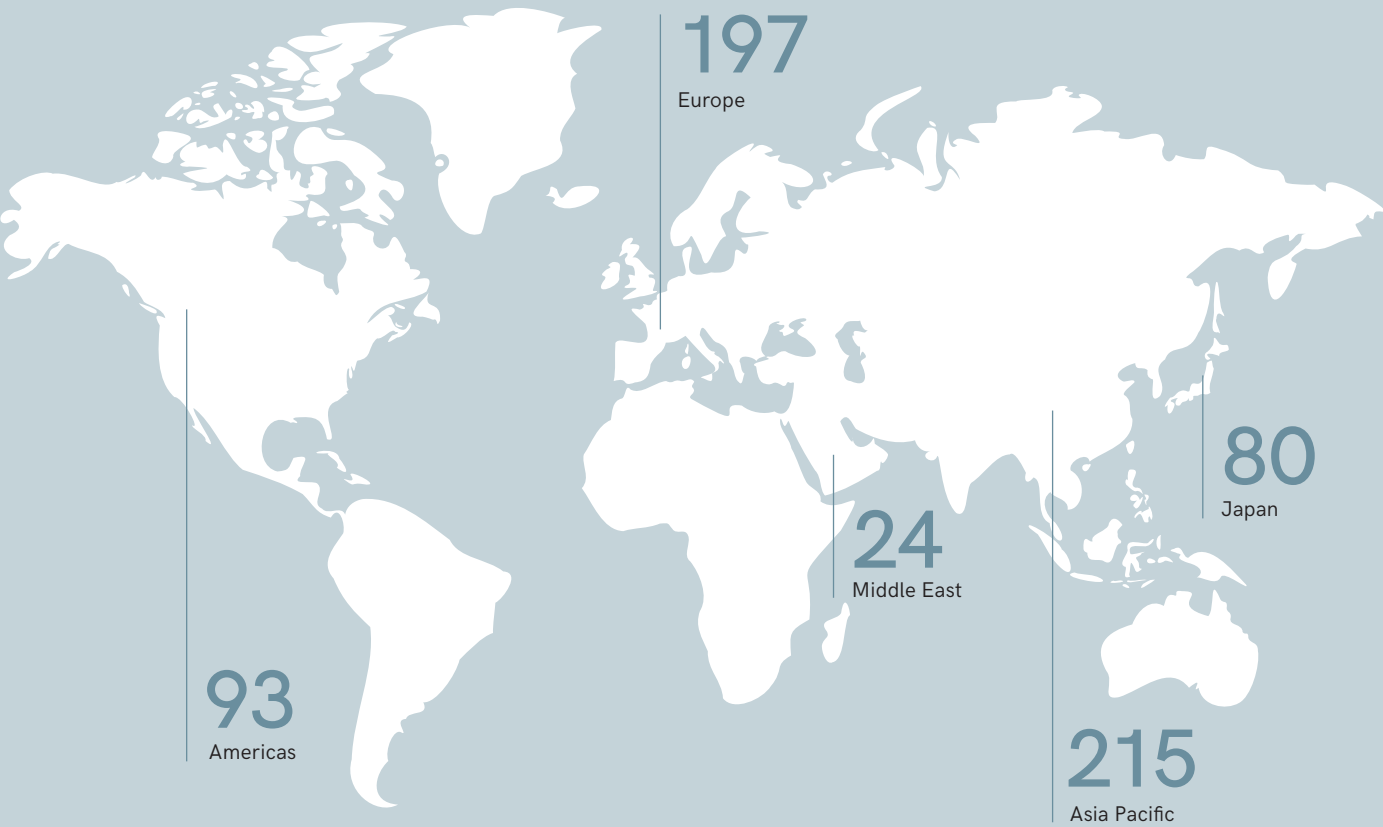 197
Europe
80
Japan
24
Middle East
93
Americas
215
Asia Pacific